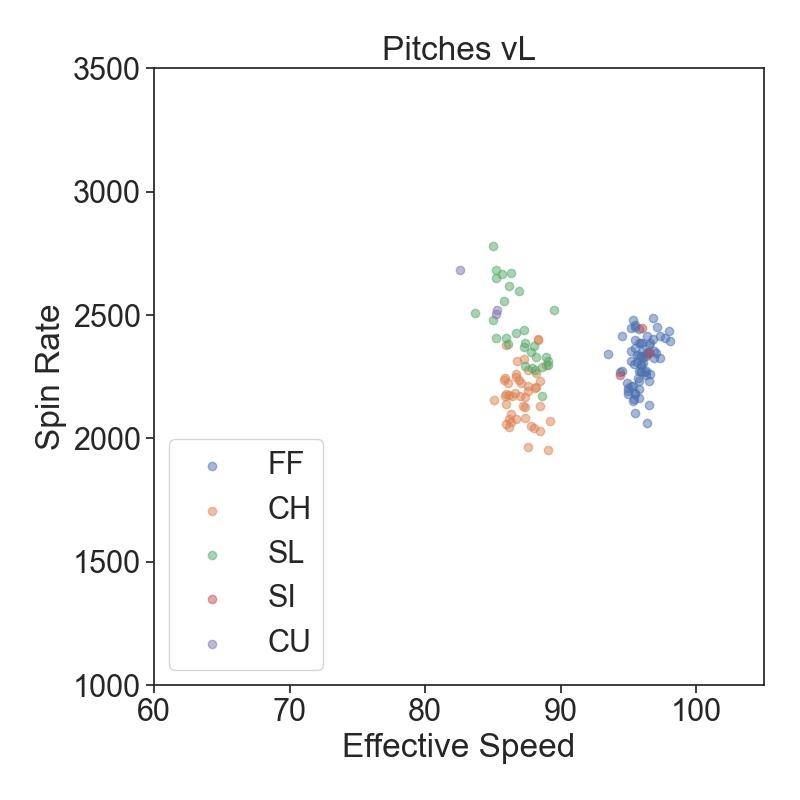 Pitches vL
3500
3000
2500
2000
1500
1000
Spin Rate
FF
CH
SL
SI
CU
60 70 80 90 100
Effective Speed